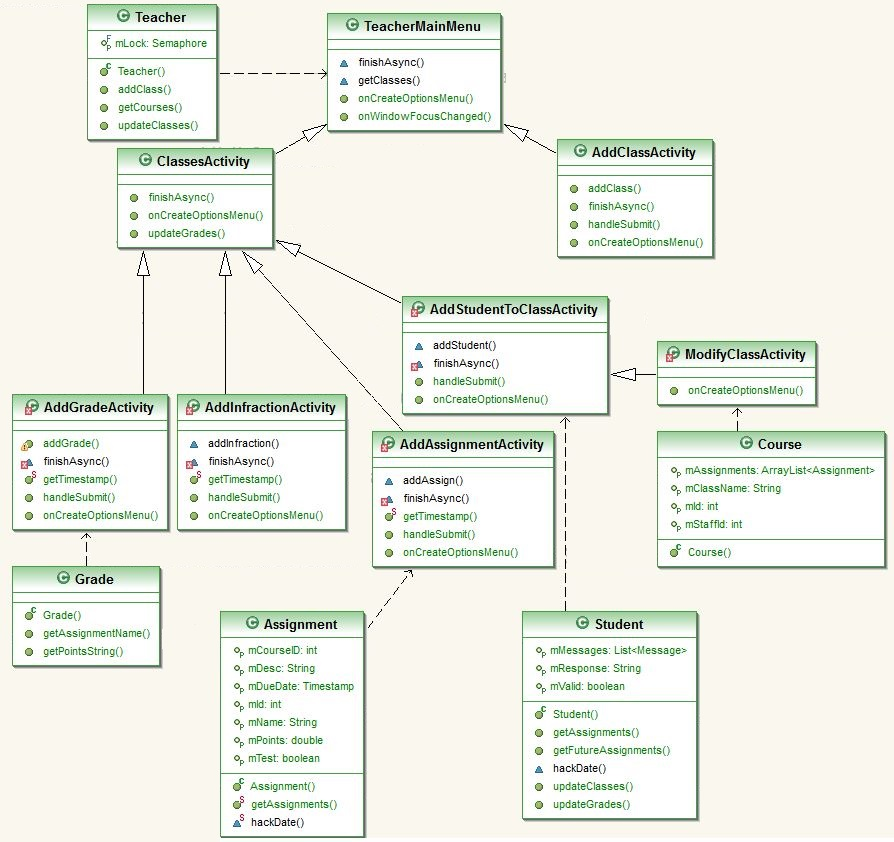 Teacher
mLock: Semaphore
Teacher()
addClass()
getCourses()
updateClasses()
TeacherMainMenu
finishAsync()
getClasses()
onCreateOptionsMenu()
onWindowFocusChanged()
ClassesActivity
finishAsync()
onCreateOptionsMenu()
updateGrades()
AddClassActivity
addClass()
finishAsync()
handleSubmit()
onCreateOptionsMenu()
AddStudentToClassActivity
addStudent()
finishAsync()
handleSubmit()
onCreateOptionsMenu()
ModifyClassActivity
onCreateOptionsMenu()
AddGradeActivity
addGrade()
finishAsync()
getTimestamp()
handleSubmit()
onCreateOptionsMenu()
AddInfractionActivity
addInfraction()
finishAsync()
getTimestamp()
handleSubmit()
onCreateOptionsMenu()
AddAssignmentActivity
addAssign()
finishAsync()
getTimestamp()
handleSubmit()
onCreateOptionsMenu()
Course
mAssignments: ArrayList<Assignment>
mClassName: String
mId: int
mStaffId: int
Course()
Grade
Grade()
getAssignmentName()
getPointsString()
Assignment
mCourseID: int
mDesc: String
mDueDate: Timestamp
mId: int
mName: String
mPoints: double
mTest: boolean
Assignment()
getAssignments()
hackDate()
Student
mMessages: List<Message>
mResponse: String
mValid: boolean
Student()
getAssignments()
getFutureAssignments()
hackDate()
updateClasses()
updateGrades()